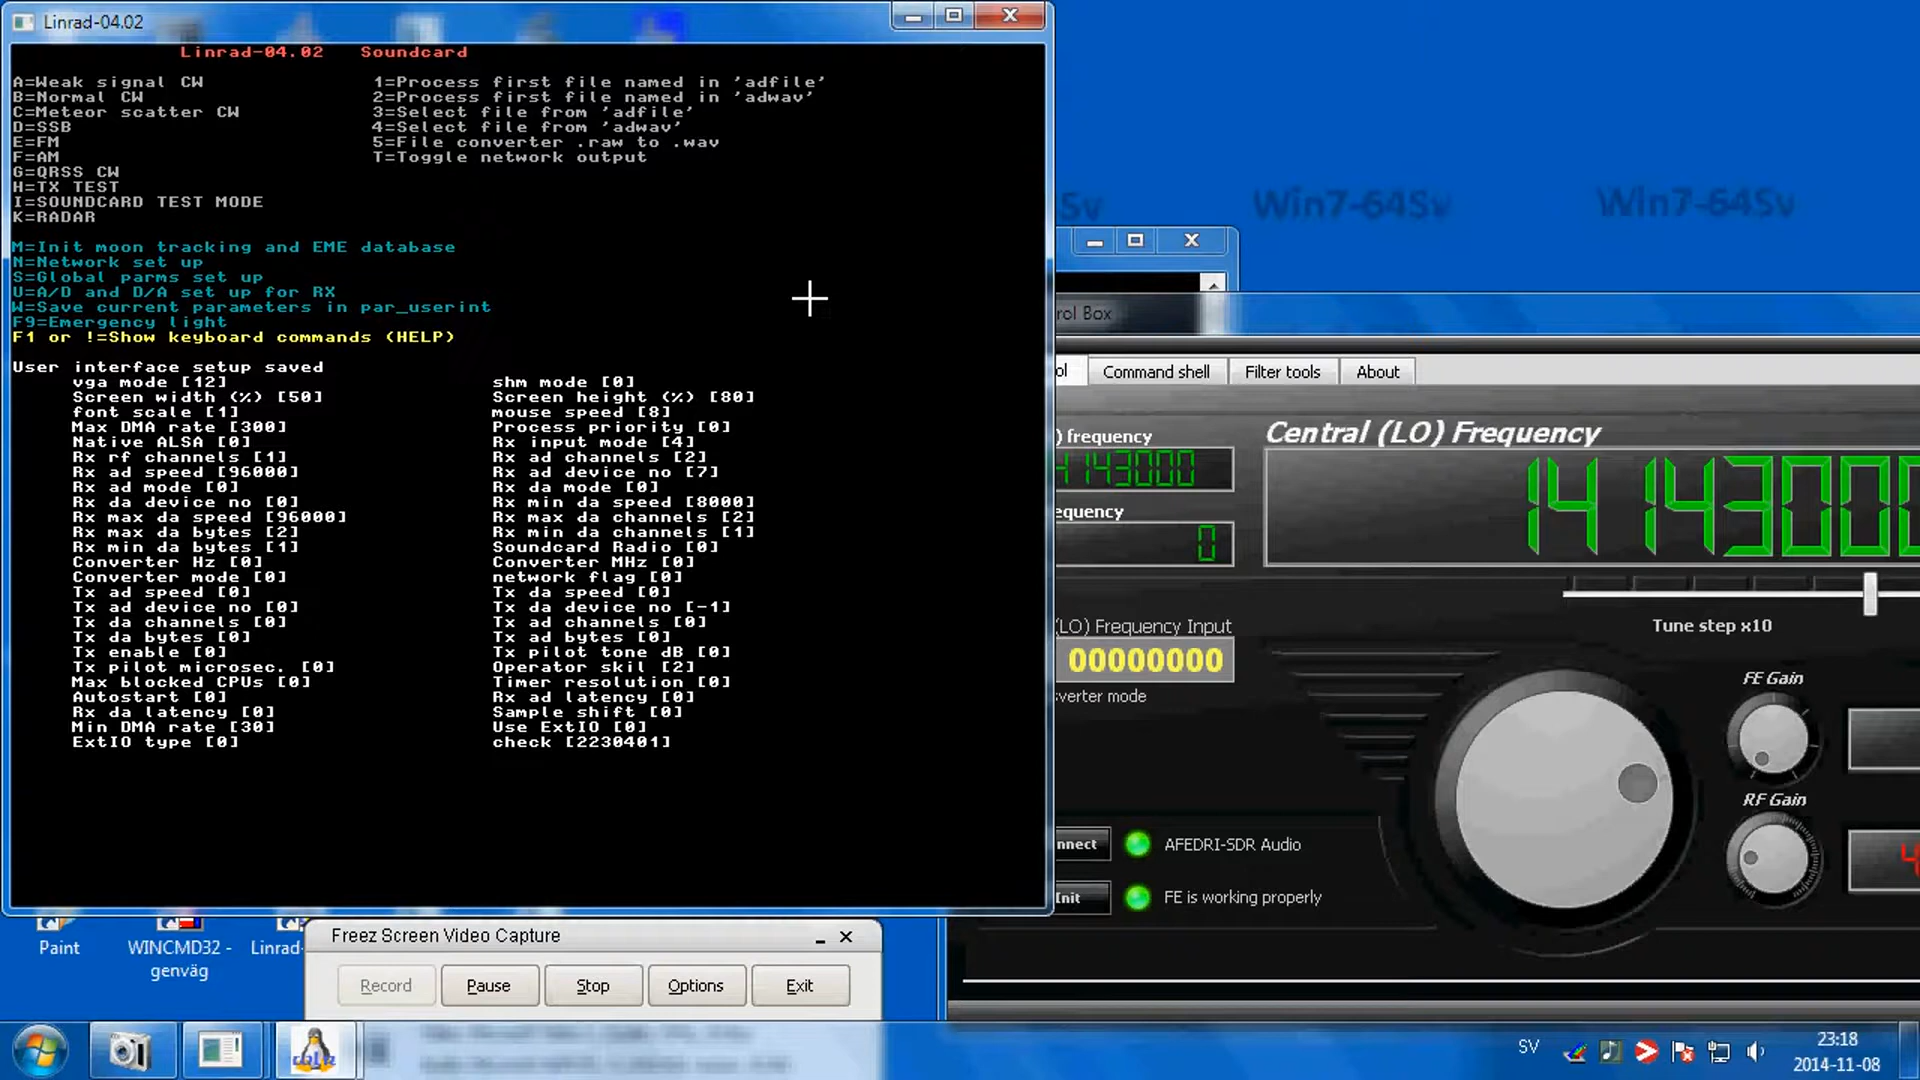 Linrad-04.02
Linrad-04.02 Soundcard
A=Weak signal CW 1=Process first file named in 'adfile'
B=Normal CW 2=Process first file named in 'adwav'
C=Meteor scatter CW 3=Select file from 'adfile'
D=SSB 4=Select file from 'adwav'
E=FM 5=File converter .raw to .wav
F=AM T=Toggle network output
G=QRSS CW
H=TX TEST
I=SOUNDCARD TEST MODE
K=RADAR
M=Init moon tracking and EME database
N=Network set up
S=Global parms set up
U=A/D and D/A set up for RX
W=Save current parameters in par_userint
F9=Emergency light
F1 or !=Show keyboard commands (HELP)
User interface setup saved
vga mode [12] shm mode [0]
Screen width (%) [50] Screen height (%) [80]
font scale [1] mouse speed [8]
Max DMA rate [300] Process priority [0]
Native ALSA [0] Rx input mode [4]
Rx rf channels [1] Rx ad channels [2]
Rx ad speed [96000] Rx ad device no [7]
Rx ad mode [0] Rx da mode [0]
Rx da device no [0] Rx min da speed [8000]
Rx max da speed [96000] Rx max da channels [2]
Rx max da bytes [2] Rx min da channels [1]
Rx min da bytes [1] Soundcard Radio [0]
Converter Hz [0] Converter MHz [0]
Converter mode [0] network flag [0]
Tx ad speed [0] Tx da speed [0]
Tx ad device no [0] Tx da device no [-1]
Tx da channels [0] Tx ad channels [0]
Tx da bytes [0] Tx ad bytes [0]
Tx enable [0] Tx pilot tone dB [0]
Tx pilot microsec. [0] Operator skil [2]
Max blocked CPUs [0] Timer resolution [0]
Autostart [0] Rx ad latency [0]
Rx da latency [0] Sample shift [0]
Min DMA rate [30] Use ExtIO [0]
ExtIO type [0] check [2230401]
Sv Win7-64Sv Win7-64Sv
rol Box
ol Command shell Filter tools About
) frequency
4143000
equency
0
Central (LO) Frequency
14143000
Tune step x10
(LO) Frequency Input
00000000
verter mode
FE Gain
RF Gain
4
nnect AFEDRI-SDR Audio
Init FE is working properly
Paint WINCMD32 - genväg Linrad-
Freez Screen Video Capture
Record Pause Stop Options Exit
SV
23:18
2014-11-08